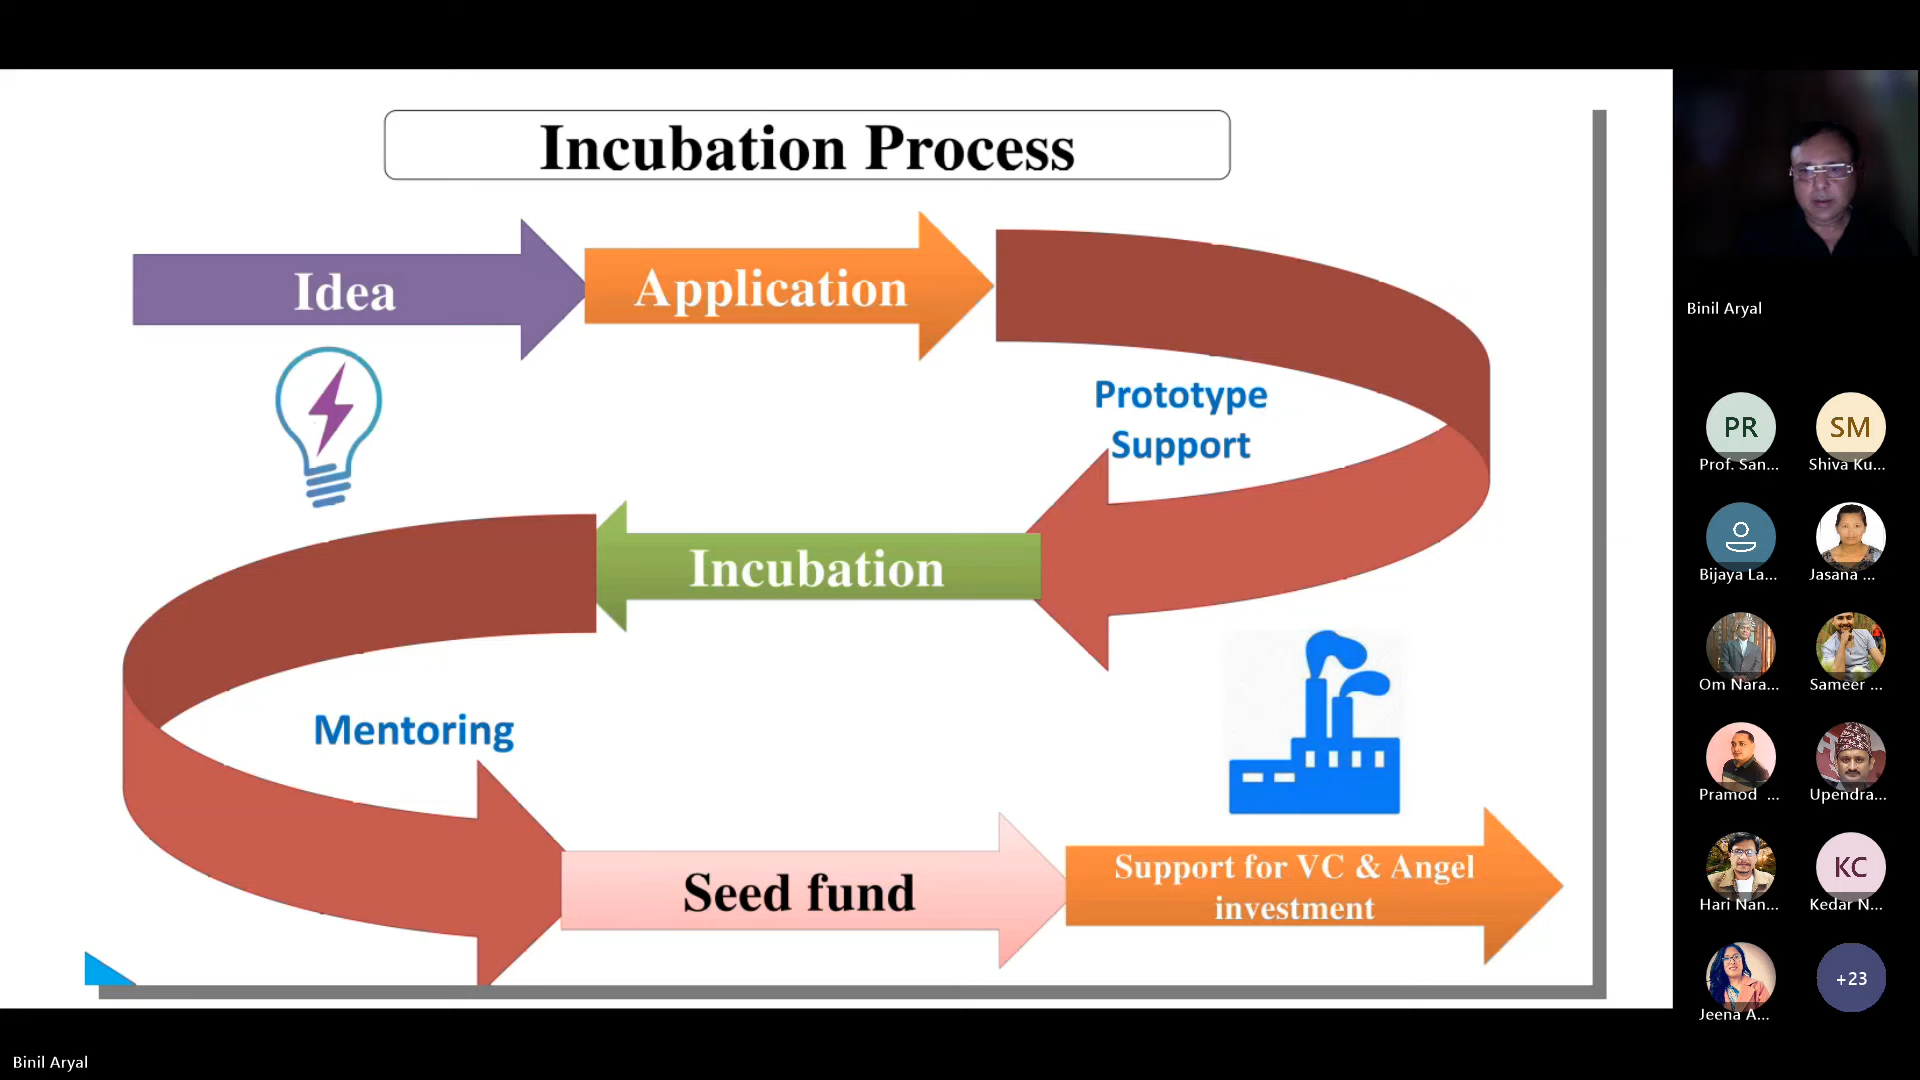 Incubation Process
Idea
Application
Prototype
Support
Incubation
Mentoring
Seed fund
Support for VC & Angel
investment
Binil Aryal
PR
Prof. San...
SM
Shiva Ku...
Bijaya La...
Jasana ...
Om Nara...
Sameer ...
Pramod ...
Upendra...
Hari Nan...
KC
Kedar N...
Jeena A...
+23
Binil Aryal